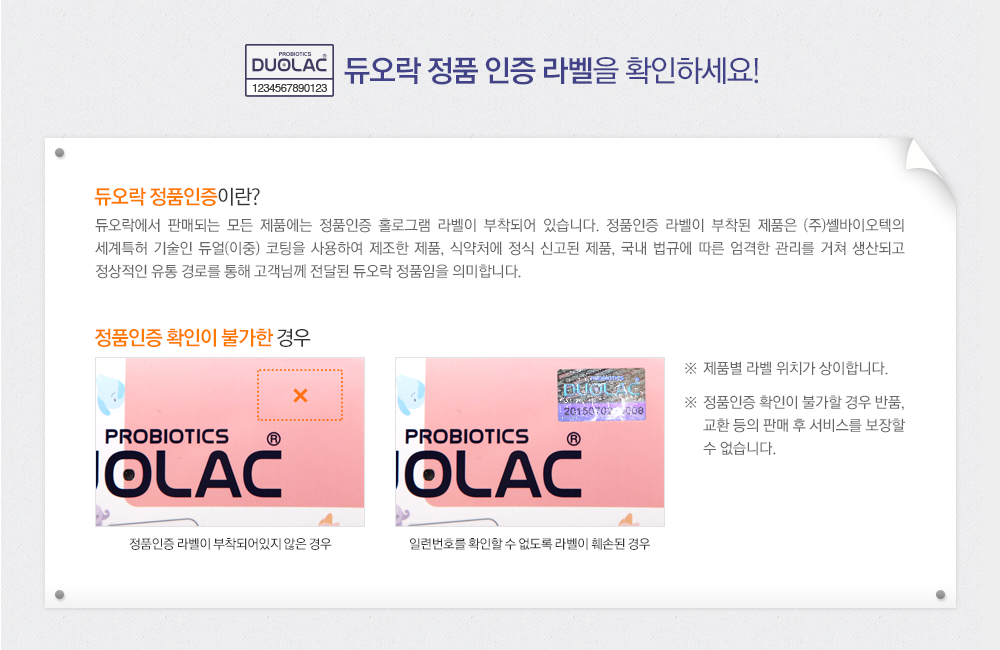 PROBIOTICS
DUOLAC®
1234567890123
듀오락 정품 인증 라벨을 확인하세요!
듀오락 정품인증이란?
듀오락에서 판매되는 모든 제품에는 정품인증 홀로그램 라벨이 부착되어 있습니다. 정품인증 라벨이 부착된 제품은 (주)쎌바이오텍의
세계특허 기술인 듀얼(이중) 코팅을 사용하여 제조한 제품, 식약처에 정식 신고된 제품, 국내 법규에 따른 엄격한 관리를 거쳐 생산되고
정상적인 유통 경로를 통해 고객님께 전달된 듀오락 정품임을 의미합니다.
정품인증 확인이 불가한 경우
PROBIOTICS ®
DUOLAC
정품인증 라벨이 부착되어있지 않은 경우
PROBIOTICS
DUOLAC
PROBIOTICS ®
DUOLAC
일련번호를 확인할 수 없도록 라벨이 훼손된 경우
※ 제품별 라벨 위치가 상이합니다.
※ 정품인증 확인이 불가할 경우 반품,
교환 등의 판매 후 서비스를 보장할
수 없습니다.